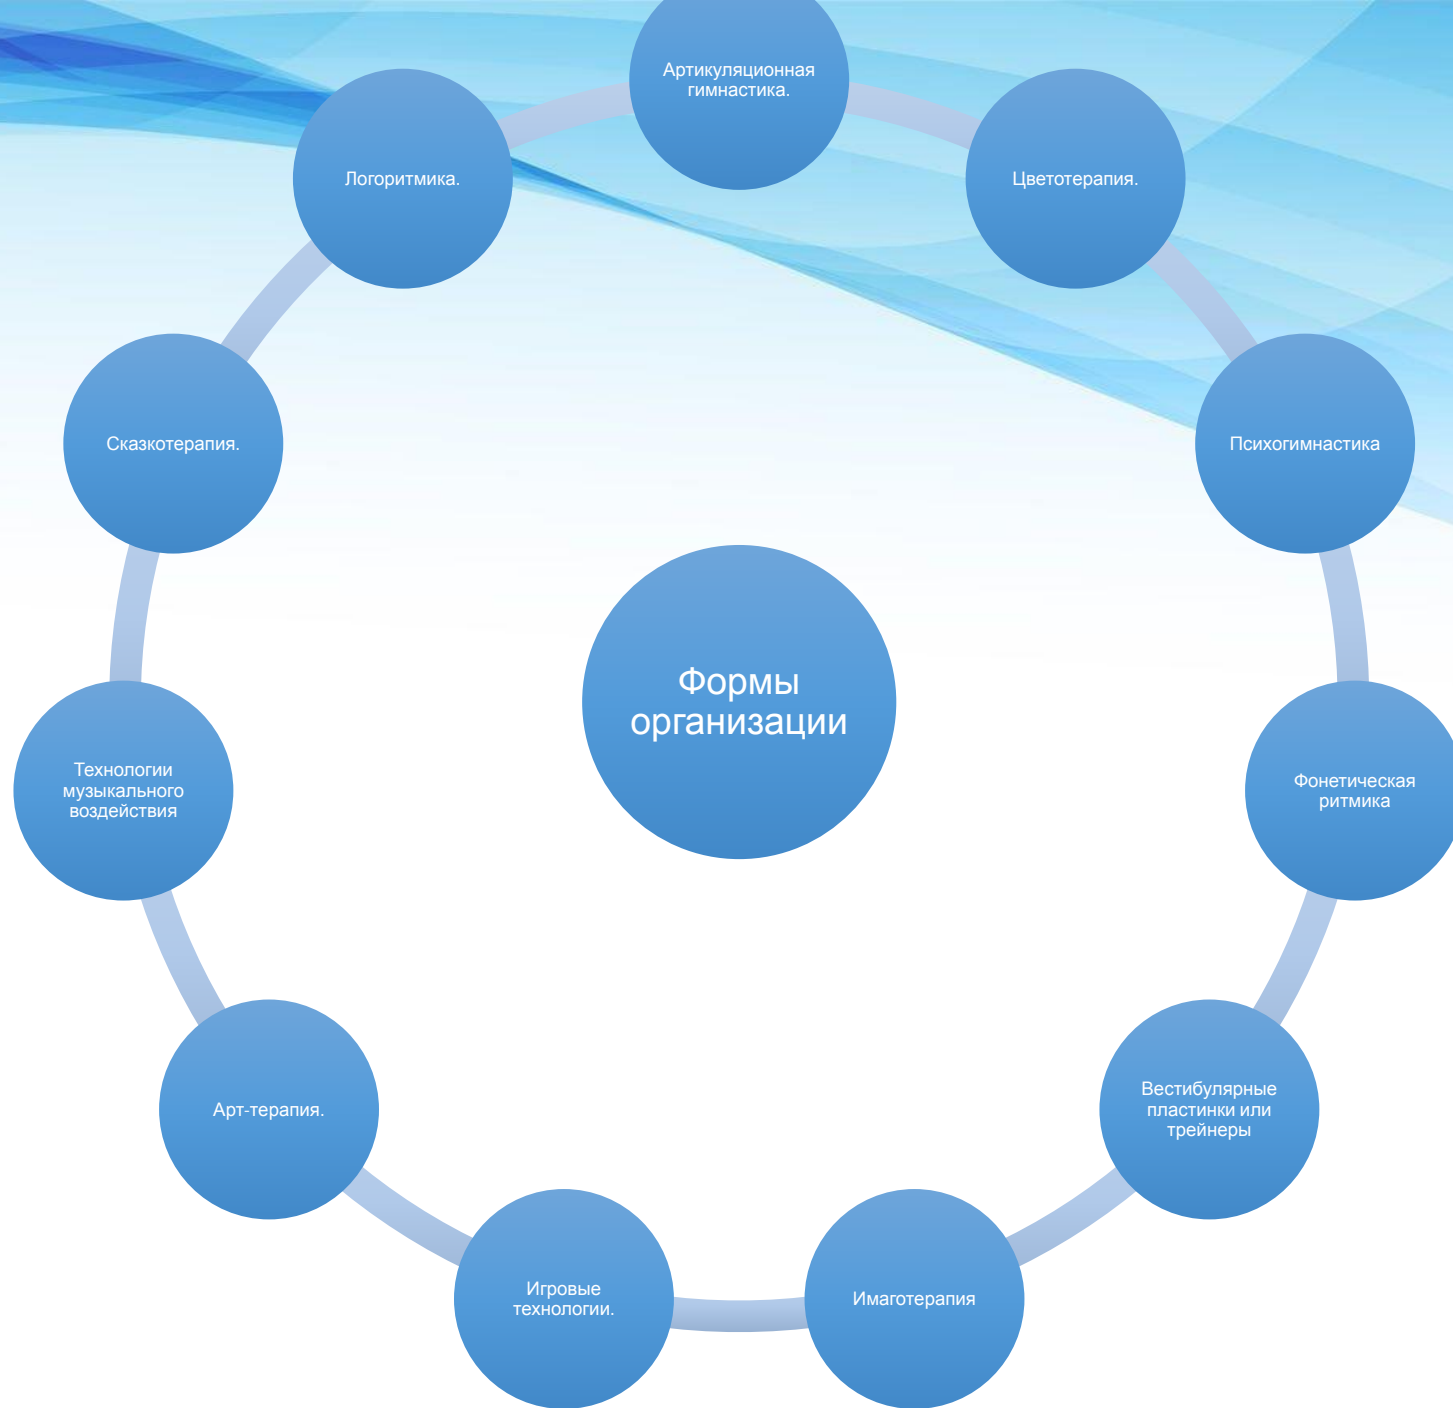 Артикуляционная
гимнастика.
Цветотерапия.
Психогимнастика
Фонетическая
ритмика
Вестибулярные
пластинки или
трейнеры
Имаготерапия
Игровые
технологии.
Арт-терапия.
Технологии
музыкального
воздействия
Сказкотерапия.
Логоритмика.
Формы
организации